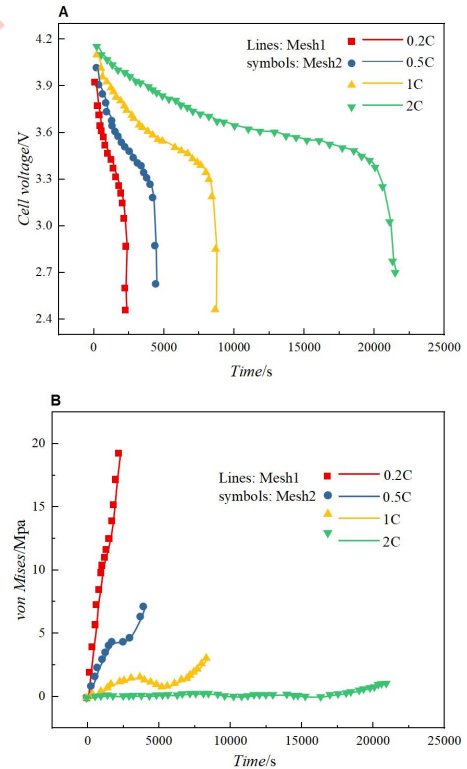 A
4.2
3.9
3.6
3.3
3.0
2.7
2.4
Cell voltage/V
Lines: Mesh1
symbols: Mesh2
0.2C
0.5C
1C
2C
0
5000
10000
15000
20000
25000
Time/s
B
20
15
10
5
0
von Mises/Mpa
Lines: Mesh1
symbols: Mesh2
0.2C
0.5C
1C
2C
0
5000
10000
15000
20000
25000
Time/s